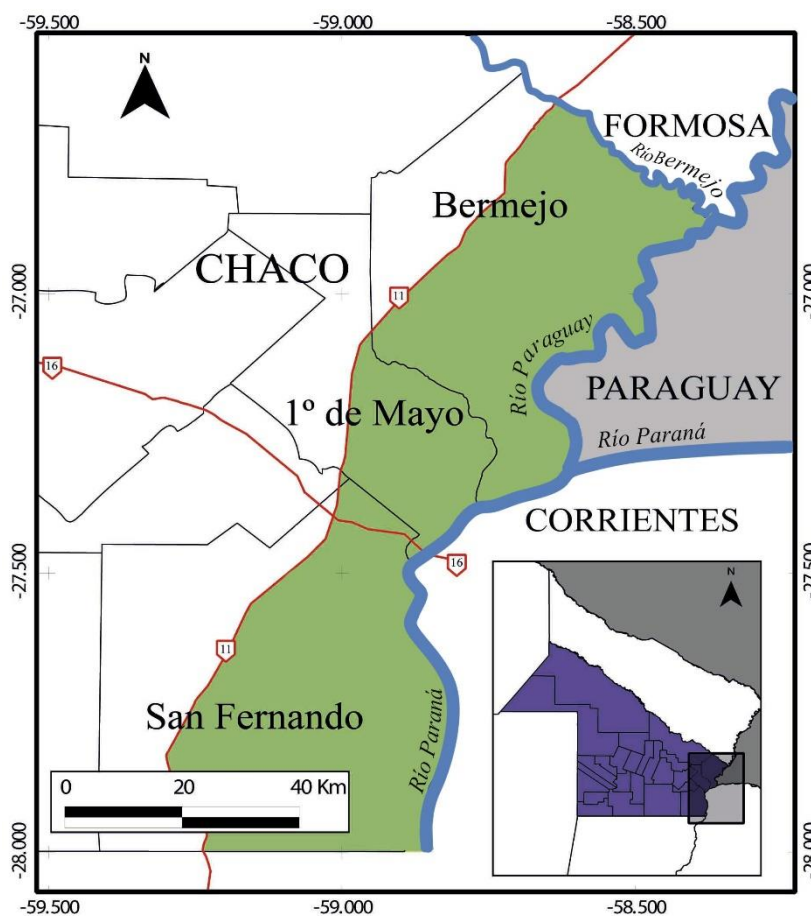 -59.500
-59.000
-58.500
N
FORMOSA
Río Bermejo
Bermejo
CHACO
-27.000
11
-27.000
16
Río Paraguay
PARAGUAY
1º de Mayo
Río Paraná
CORRIENTES
-27.500
16
-27.500
N
11
San Fernando
Río Paraná
0 20 40 Km
-28.000
-28.000
-59.500
-59.000
-58.500